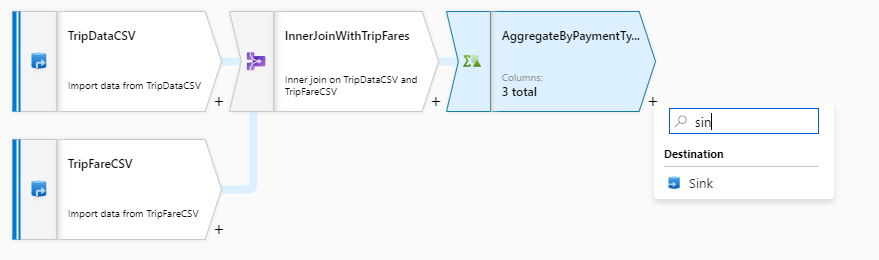 TripDataCSV
Import data from TripDataCSV
+
InnerJoinWithTripFares
Inner join on TripDataCSV and
TripFareCSV
+
AggregateByPaymentTy...
Columns:
3 total
+
sin
Destination
Sink
TripFareCSV
Import data from TripFareCSV
+